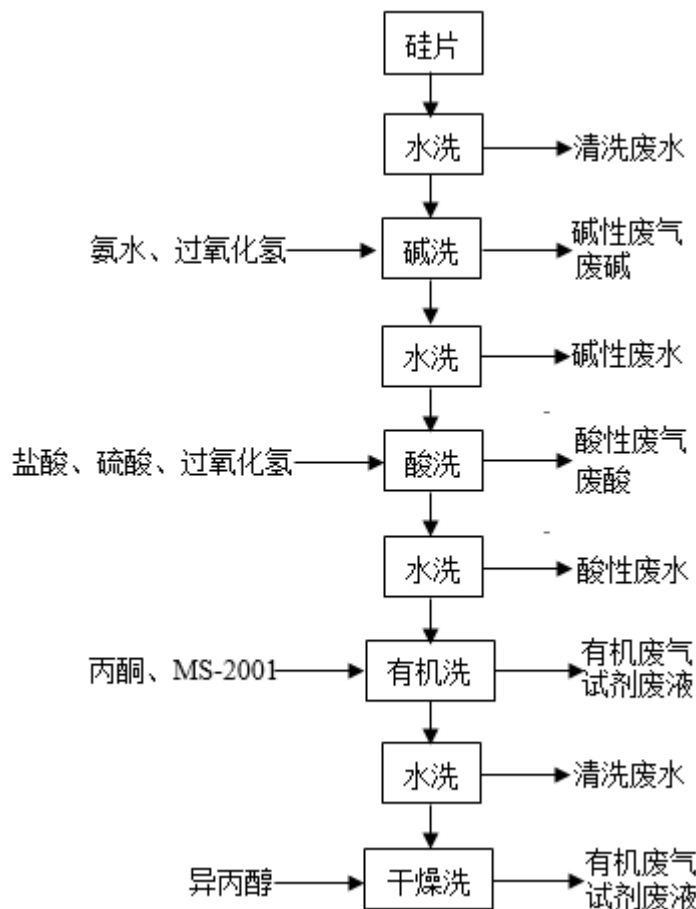 硅片
水洗
清洗废水
氨水、过氧化氢
碱洗
碱性废气
废碱
水洗
碱性废水
盐酸、硫酸、过氧化氢
酸洗
酸性废气
废酸
水洗
酸性废水
丙酮、MS-2001
有机洗
有机废气
试剂废液
水洗
清洗废水
异丙醇
干燥洗
有机废气
试剂废液